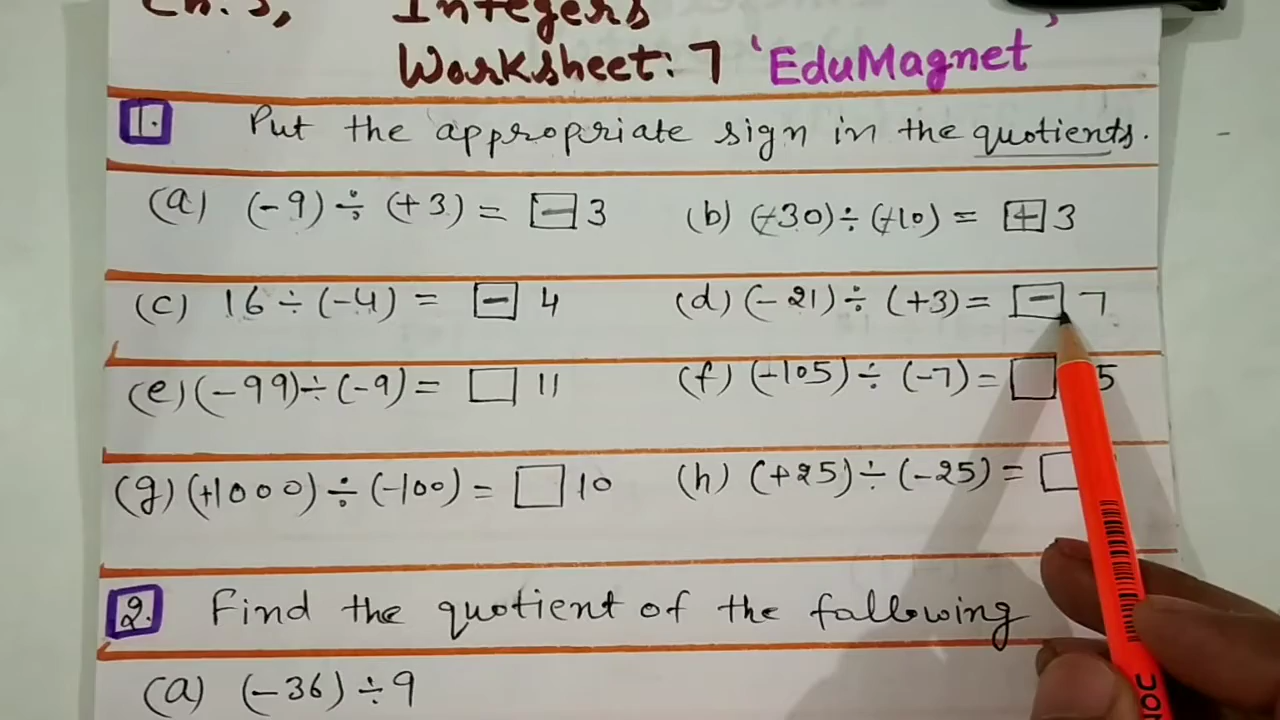 Ch. 3, Integers
Worksheet: 7 'EduMagnet'
1. Put the appropriate sign in the quotients.
(a) (-9) ÷ (+3) = - 3 (b) (+30) ÷ (+10) = + 3
(c) 16 ÷ (-4) = - 4 (d) (-21) ÷ (+3) = - 7
(e) (-99) ÷ (-9) = □ 11 (f) (-105) ÷ (-7) = □ 5
(g) (+1000) ÷ (-100) = □ 10 (h) (+25) ÷ (-25) = □
2. Find the quotient of the following
(a) (-36) ÷ 9